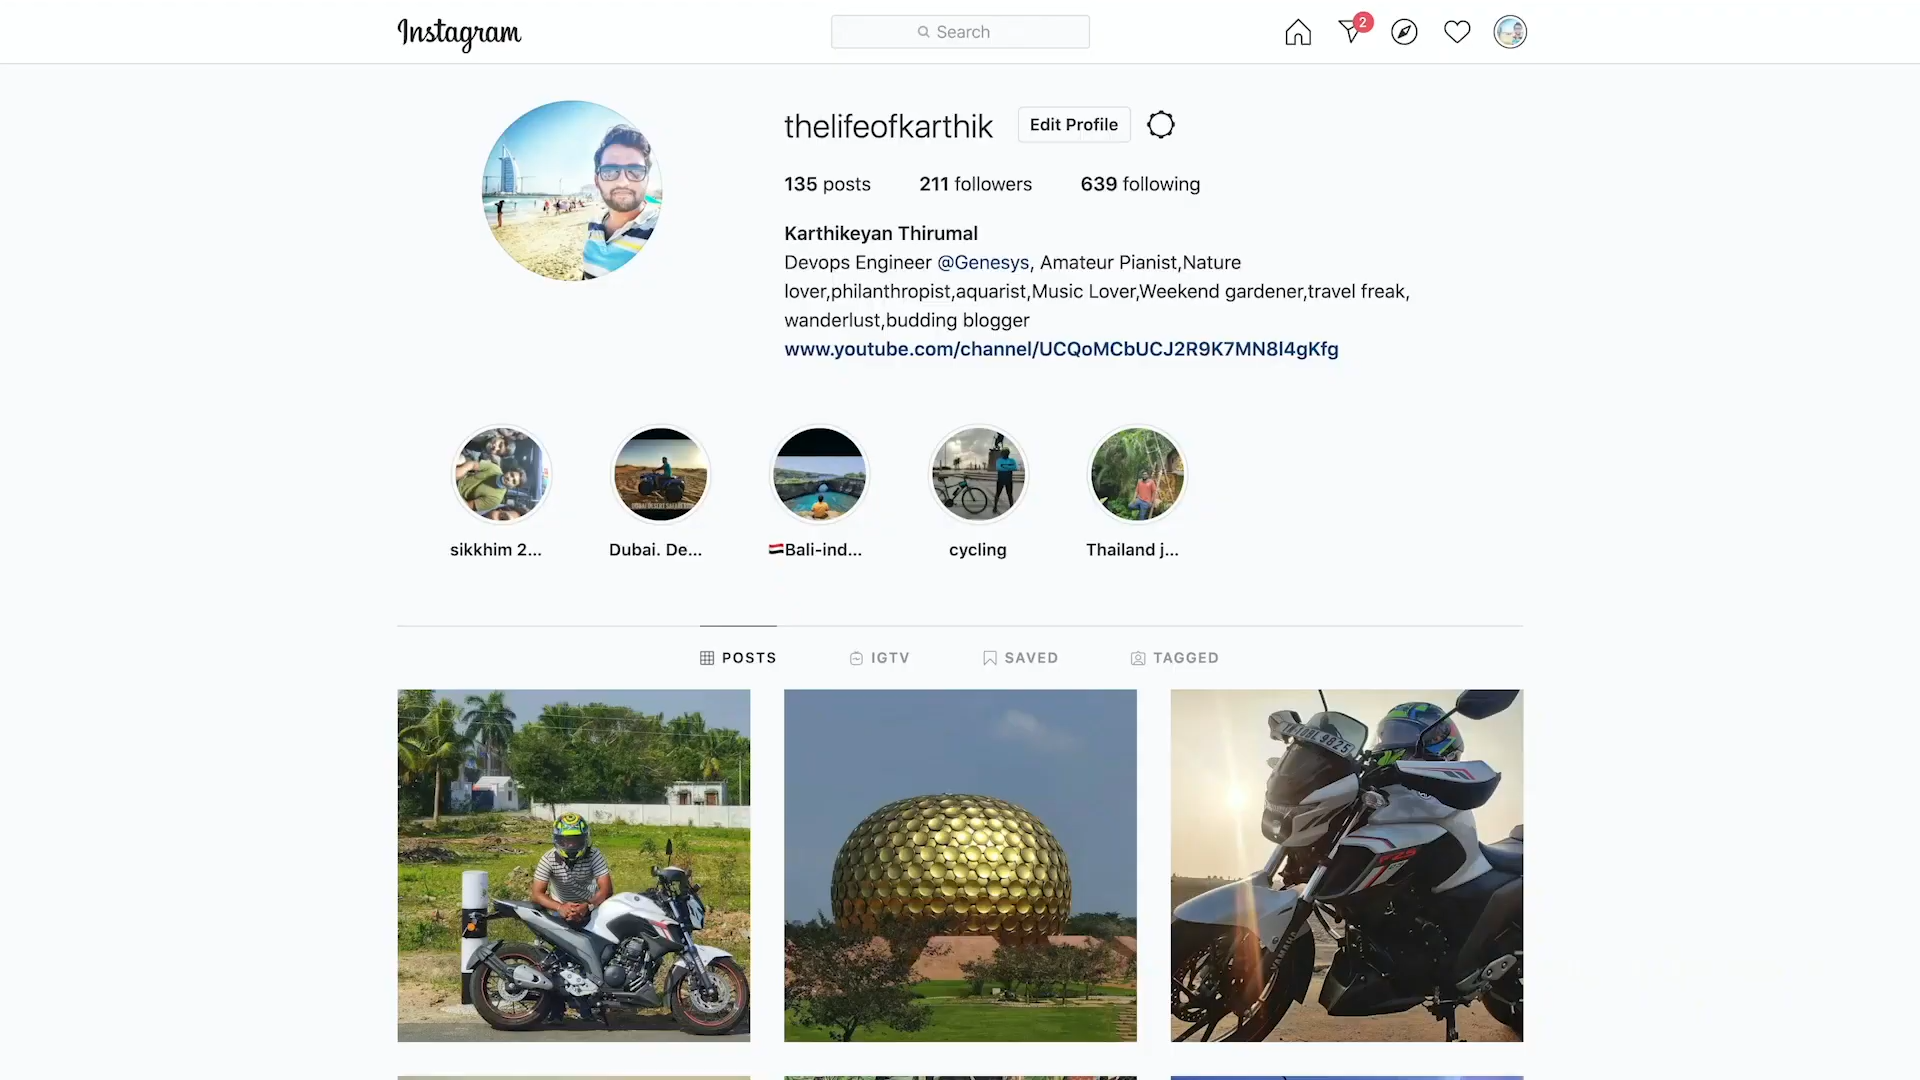 Instagram
Search
2
thelifeofkarthik
Edit Profile
135 posts
211 followers
639 following
Karthikeyan Thirumal
Devops Engineer @Genesys, Amateur Pianist,Nature
lover,philanthropist,aquarist,Music Lover,Weekend gardener,travel freak,
wanderlust,budding blogger
www.youtube.com/channel/UCQoMCbUCJ2R9K7MN8l4gKfg
sikkhim 2...
Dubai. De...
Bali-ind...
cycling
Thailand j...
POSTS
IGTV
SAVED
TAGGED
FZS
YAMAHA